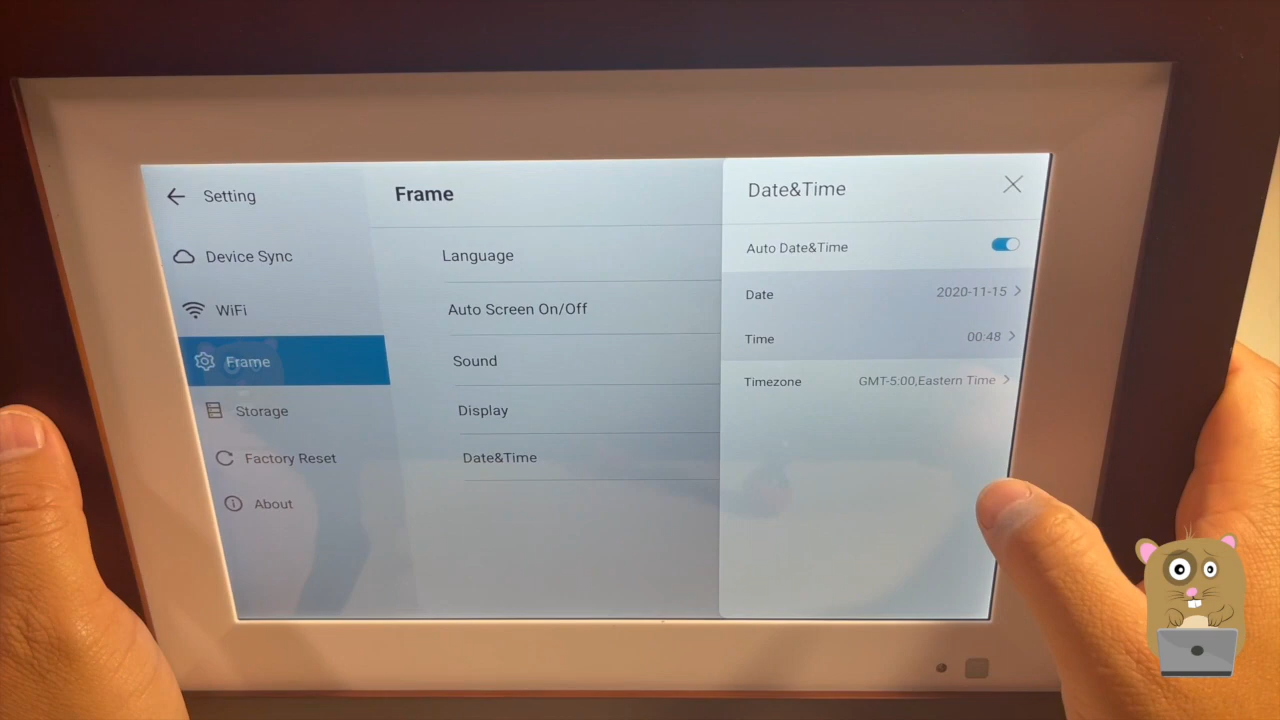 Setting
Device Sync
WiFi
Frame
Storage
Factory Reset
About
Frame
Language
Auto Screen On/Off
Sound
Display
Date&Time
Date&Time
Auto Date&Time
Date 2020-11-15
Time 00:48
Timezone GMT-5:00,Eastern Time